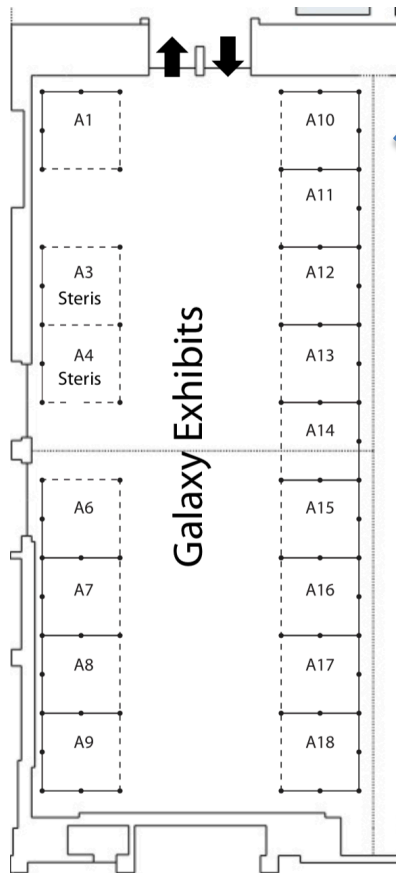 A1
A10
A11
A3
Steris
A12
A4
Steris
A13
Galaxy Exhibits
A14
A6
A15
A7
A16
A8
A17
A9
A18